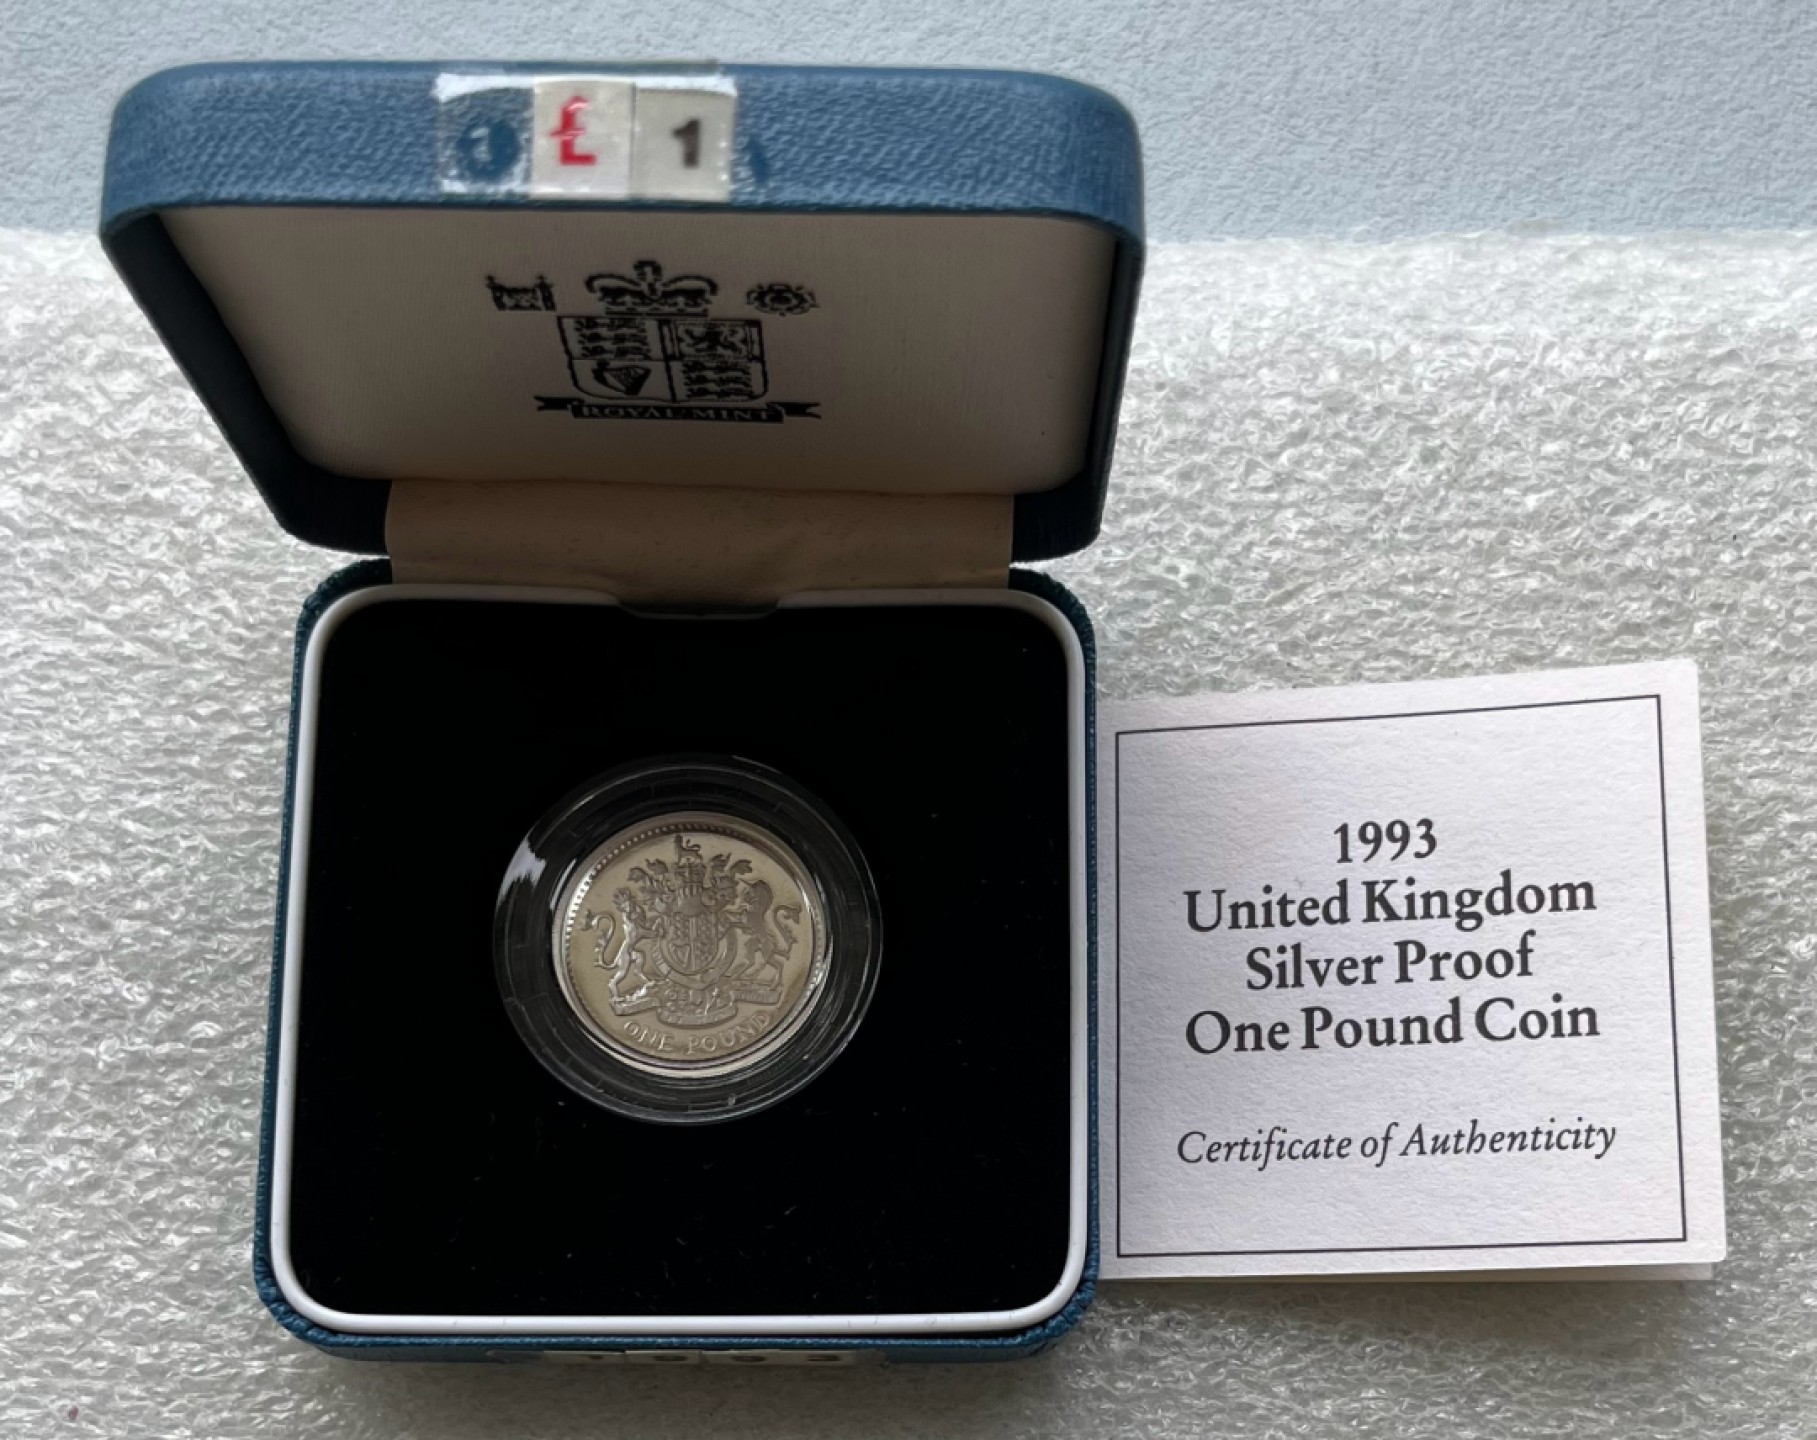 £ 1
ROYAL MINT
ONE POUND
1993
United Kingdom
Silver Proof
One Pound Coin
Certificate of Authenticity